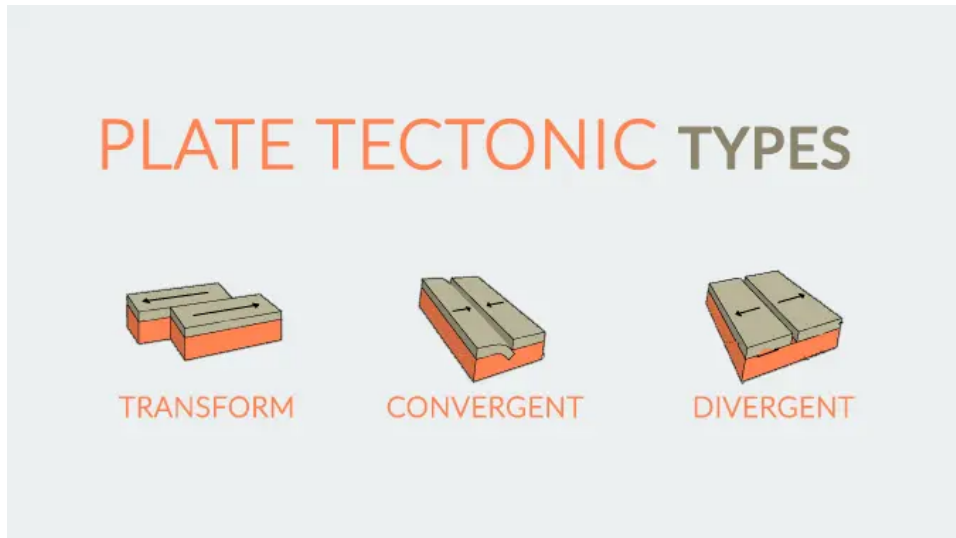 PLATE TECTONIC TYPES
TRANSFORM
CONVERGENT
DIVERGENT